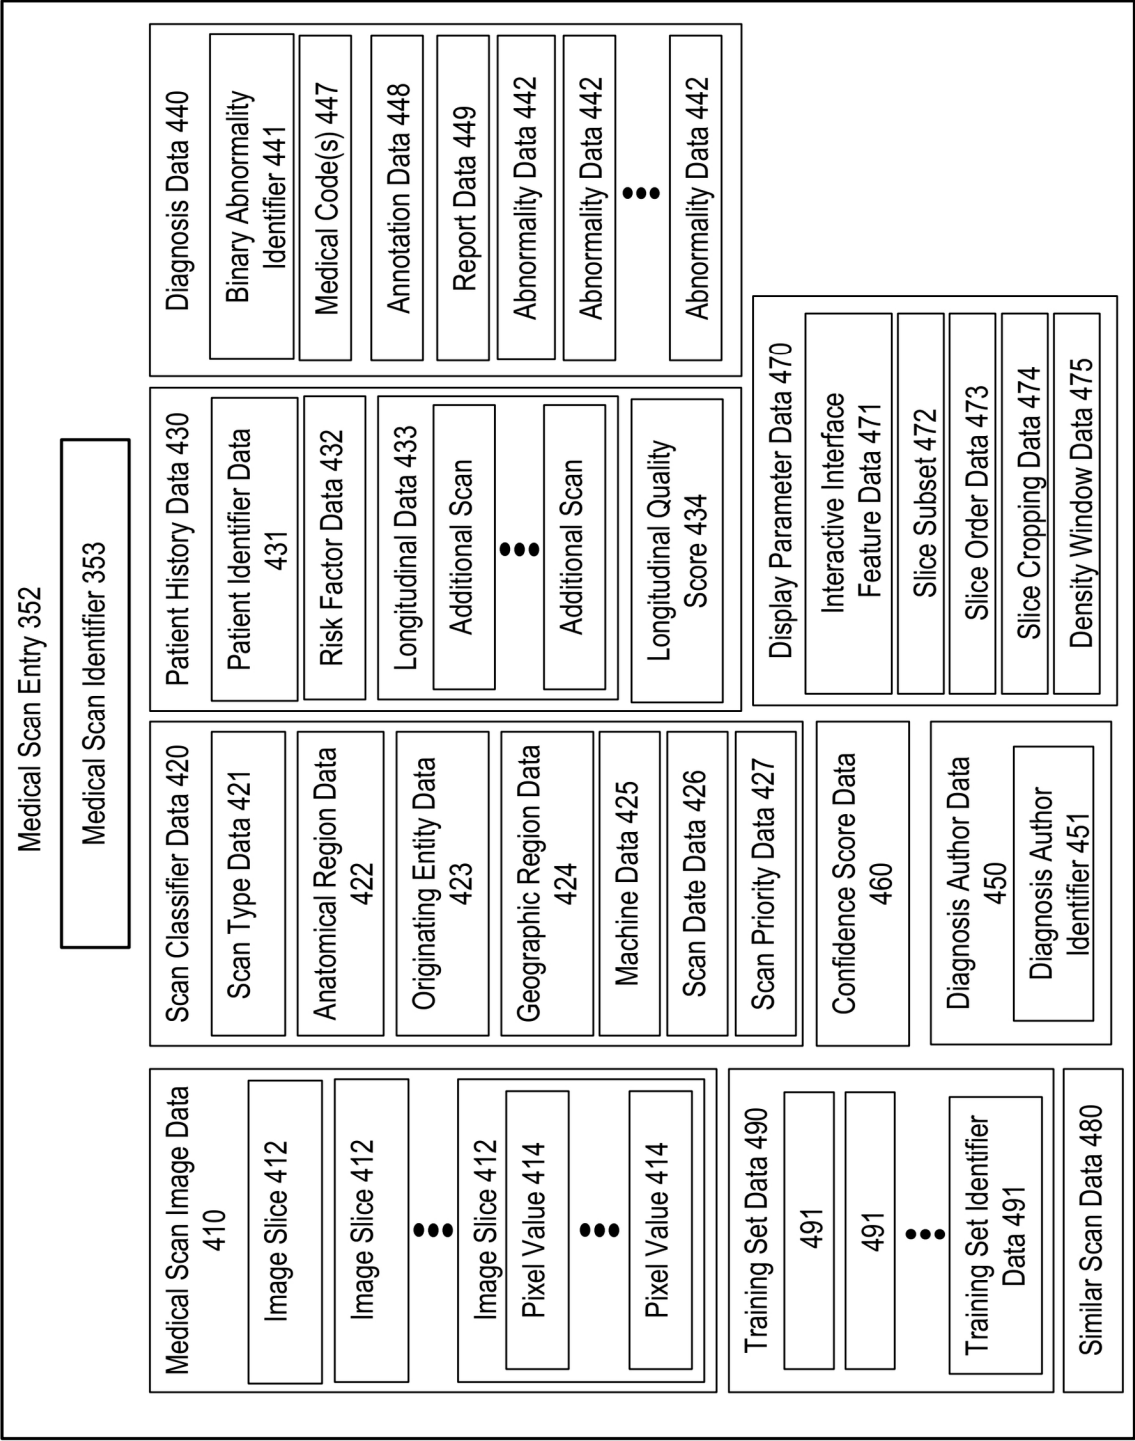 Medical Scan Entry 352
Medical Scan Identifier 353
Medical Scan Image Data
410
Image Slice 412
Image Slice 412
Image Slice 412
Pixel Value 414
Pixel Value 414
Scan Classifier Data 420
Scan Type Data 421
Anatomical Region Data
422
Originating Entity Data
423
Geographic Region Data
424
Machine Data 425
Scan Date Data 426
Scan Priority Data 427
Patient History Data 430
Patient Identifier Data
431
Risk Factor Data 432
Longitudinal Data 433
Additional Scan
Additional Scan
Longitudinal Quality
Score 434
Diagnosis Data 440
Binary Abnormality
Identifier 441
Medical Code(s) 447
Annotation Data 448
Report Data 449
Abnormality Data 442
Abnormality Data 442
Abnormality Data 442
Training Set Data 490
491
491
Training Set Identifier
Data 491
Similar Scan Data 480
Confidence Score Data
460
Diagnosis Author Data
450
Diagnosis Author
Identifier 451
Display Parameter Data 470
Interactive Interface
Feature Data 471
Slice Subset 472
Slice Order Data 473
Slice Cropping Data 474
Density Window Data 475